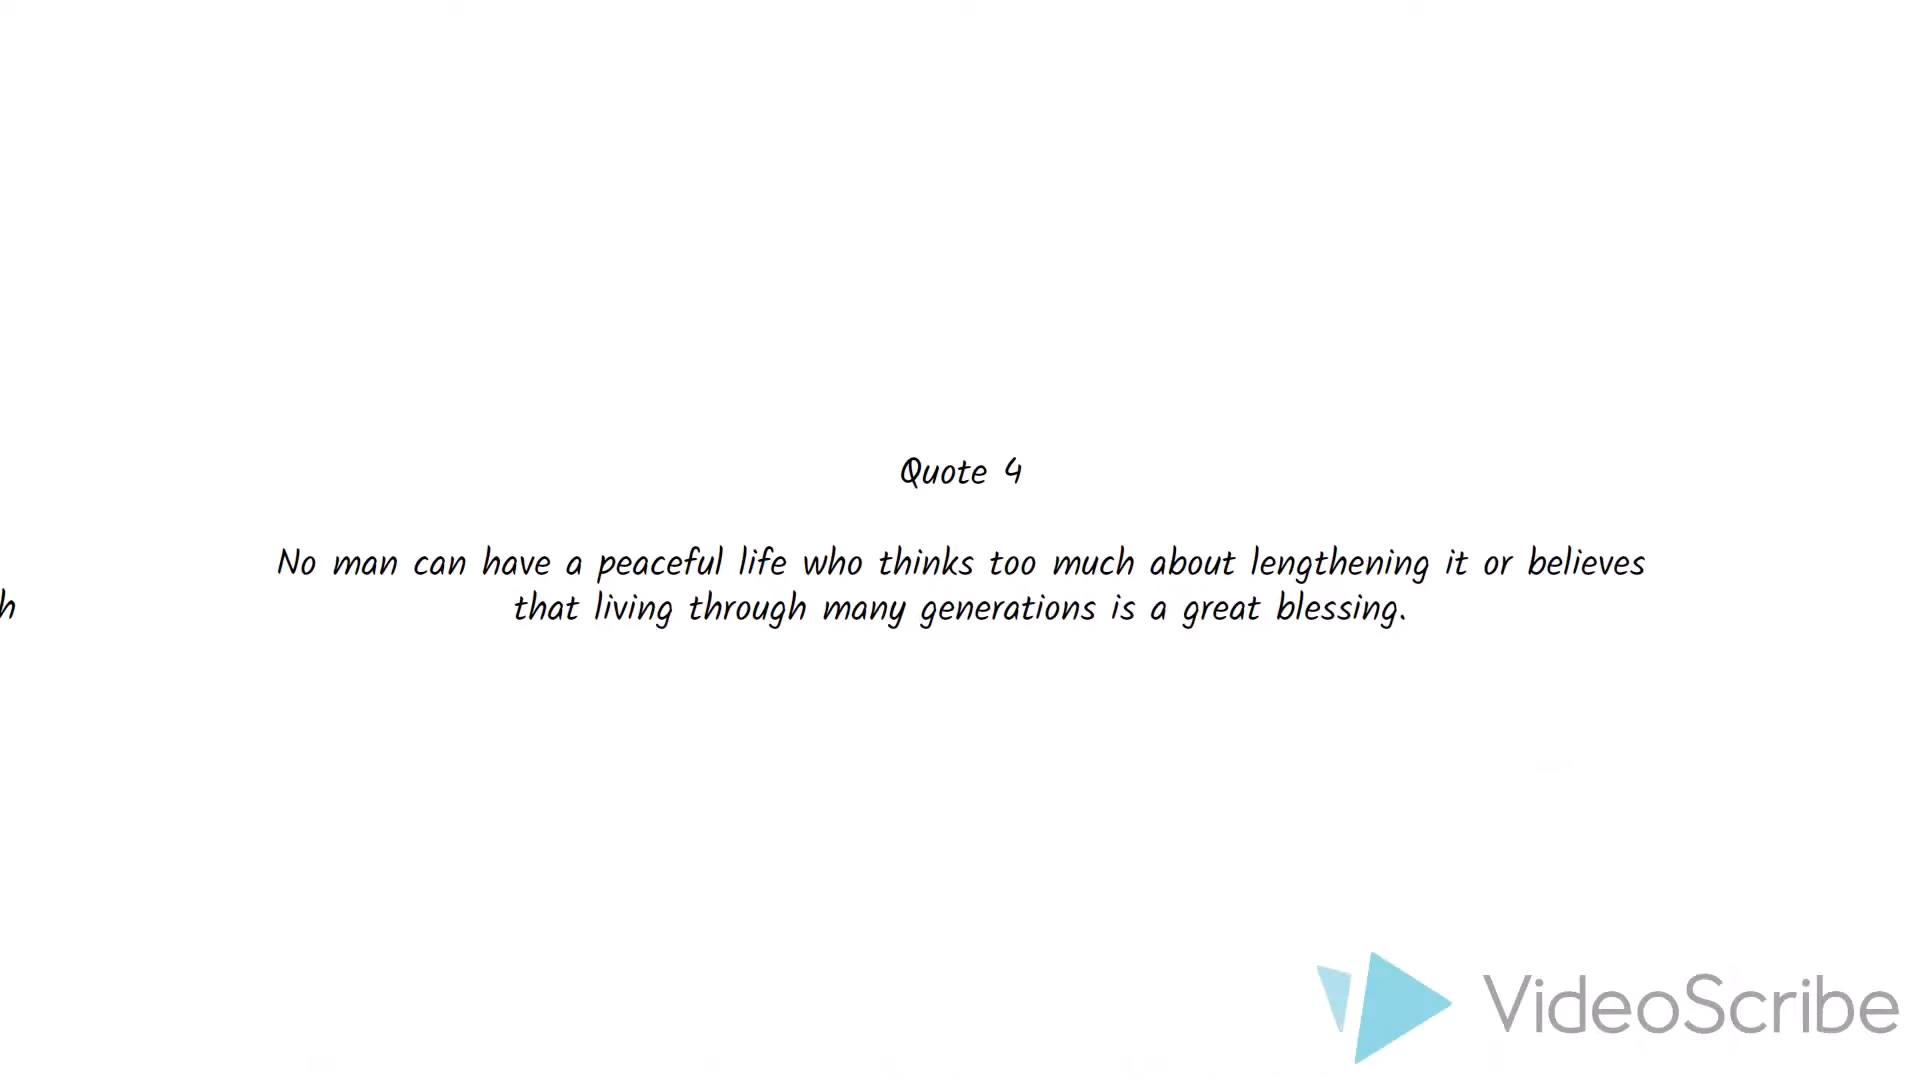 Quote 4
No man can have a peaceful life who thinks too much about lengthening it or believes
h
that living through many generations is a great blessing.
VideoScribe